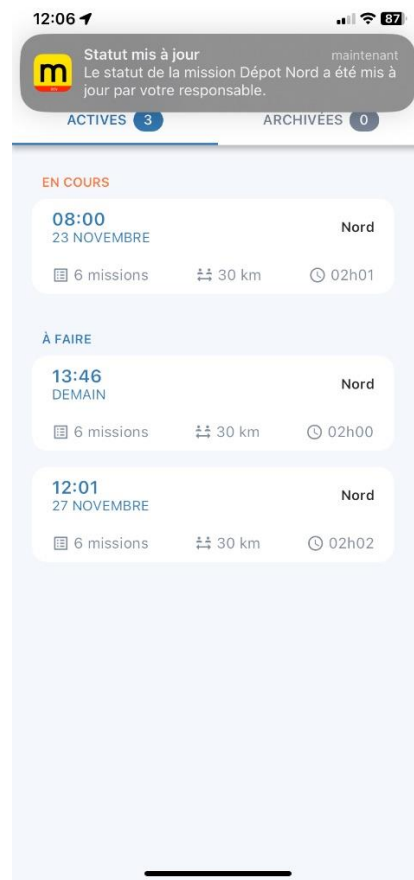 12:06
87
Statut mis à jour
maintenant
m
Le statut de la mission Dépot Nord a été mis à
jour par votre responsable.
ACTIVES 3
ARCHIVÉES 0
EN COURS
08:00
Nord
23 NOVEMBRE
6 missions 30 km 02h01
À FAIRE
13:46
Nord
DEMAIN
6 missions 30 km 02h00
12:01
Nord
27 NOVEMBRE
6 missions 30 km 02h02